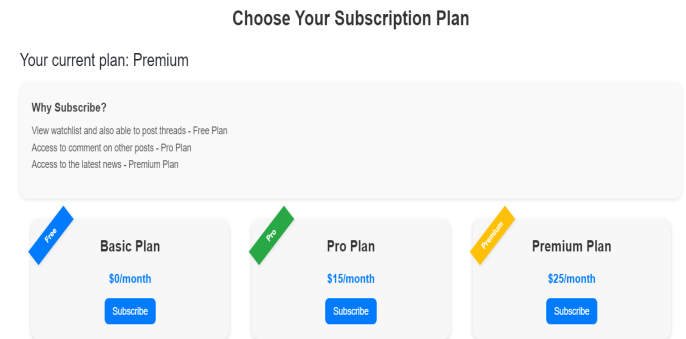 Choose Your Subscription Plan
Your current plan: Premium
Why Subscribe?
View watchlist and also able to post threads - Free Plan
Access to comment on other posts - Pro Plan
Access to the latest news - Premium Plan
Free
Basic Plan
$0/month
Subscribe
Pro
Pro Plan
$15/month
Subscribe
Premium
Premium Plan
$25/month
Subscribe